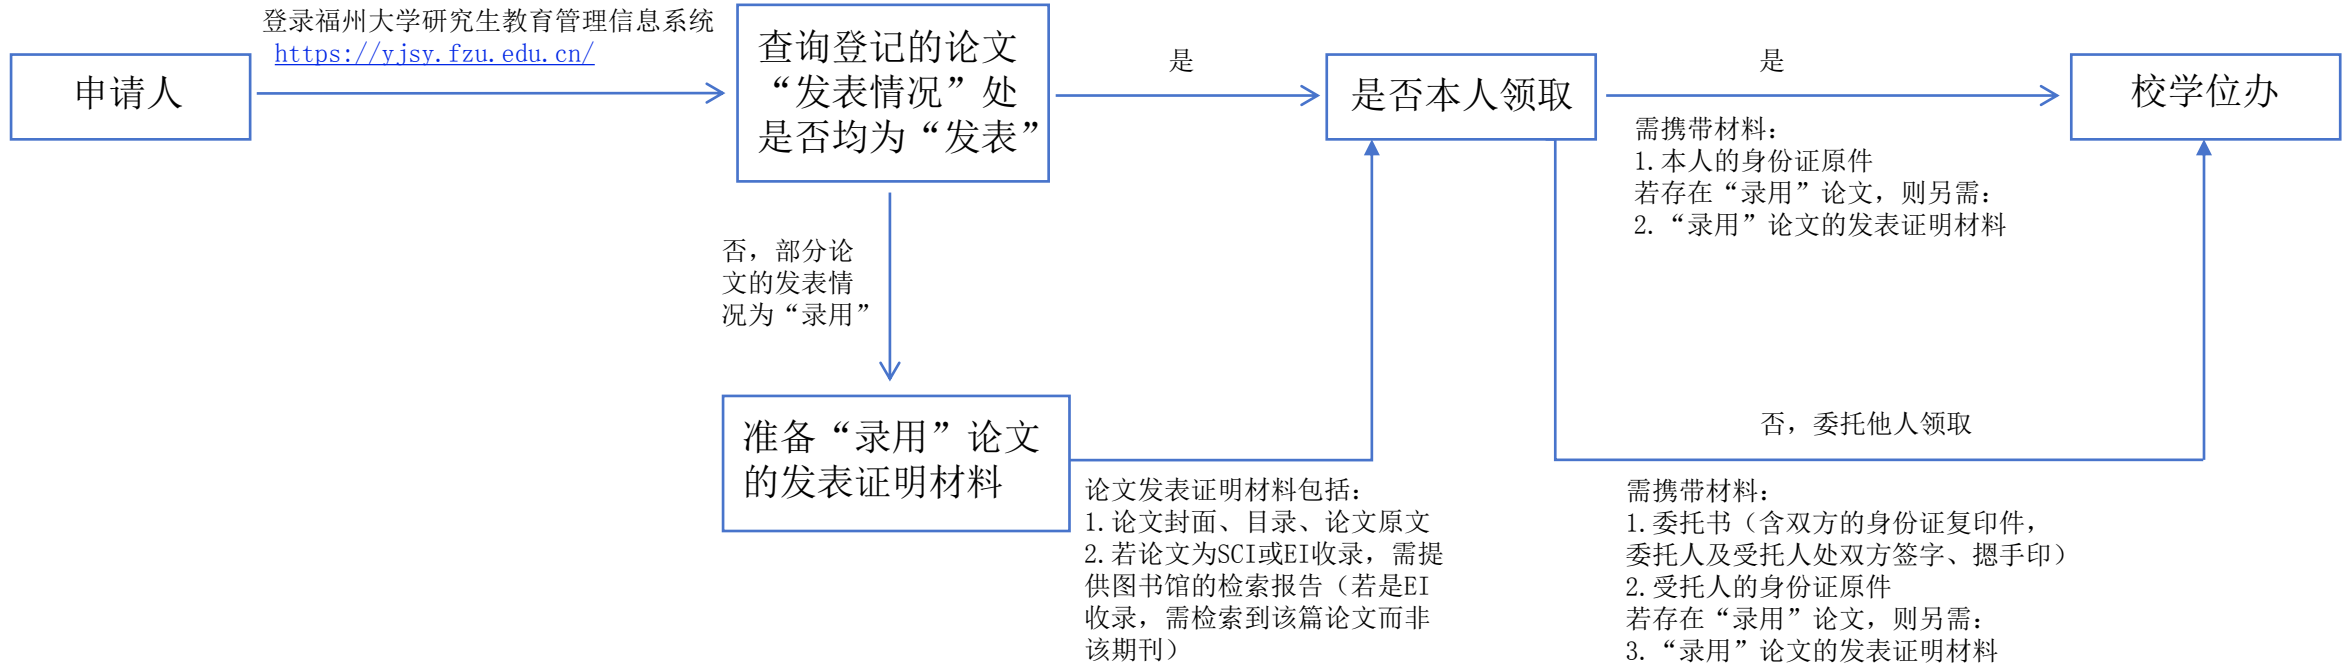 登录福州大学研究生教育管理信息系统
https://yjsy.fzu.edu.cn/
申请人
查询登记的论文
“发表情况”处
是否均为“发表”
是
是否本人领取
是
校学位办
需携带材料：
1.本人的身份证原件
若存在“录用”论文，则另需：
2.“录用”论文的发表证明材料
否，部分论
文的发表情
况为“录用”
准备“录用”论文
的发表证明材料
论文发表证明材料包括：
1.论文封面、目录、论文原文
2.若论文为SCI或EI收录，需提
供图书馆的检索报告（若是EI
收录，需检索到该篇论文而非
该期刊）
否，委托他人领取
需携带材料：
1.委托书（含双方的身份证复印件，
委托人及受托人处双方签字、摁手印）
2.受托人的身份证原件
若存在“录用”论文，则另需：
3.“录用”论文的发表证明材料